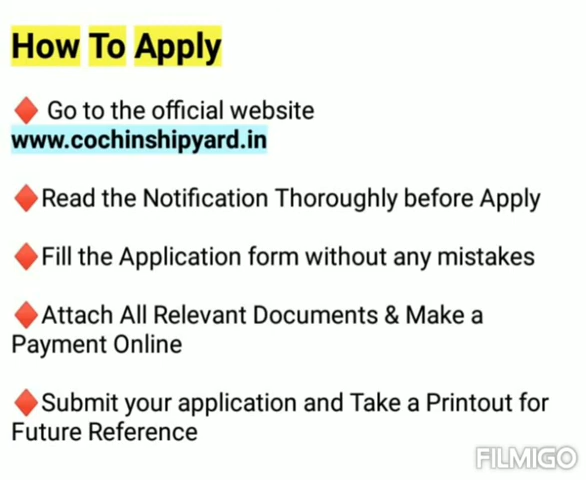 How To Apply
♦ Go to the official website
www.cochinshipyard.in
♦Read the Notification Thoroughly before Apply
♦Fill the Application form without any mistakes
♦Attach All Relevant Documents & Make a
Payment Online
♦Submit your application and Take a Printout for
Future Reference
FILMIGO